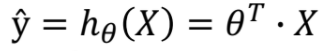 ŷ = h_θ(X) = θ^T · X